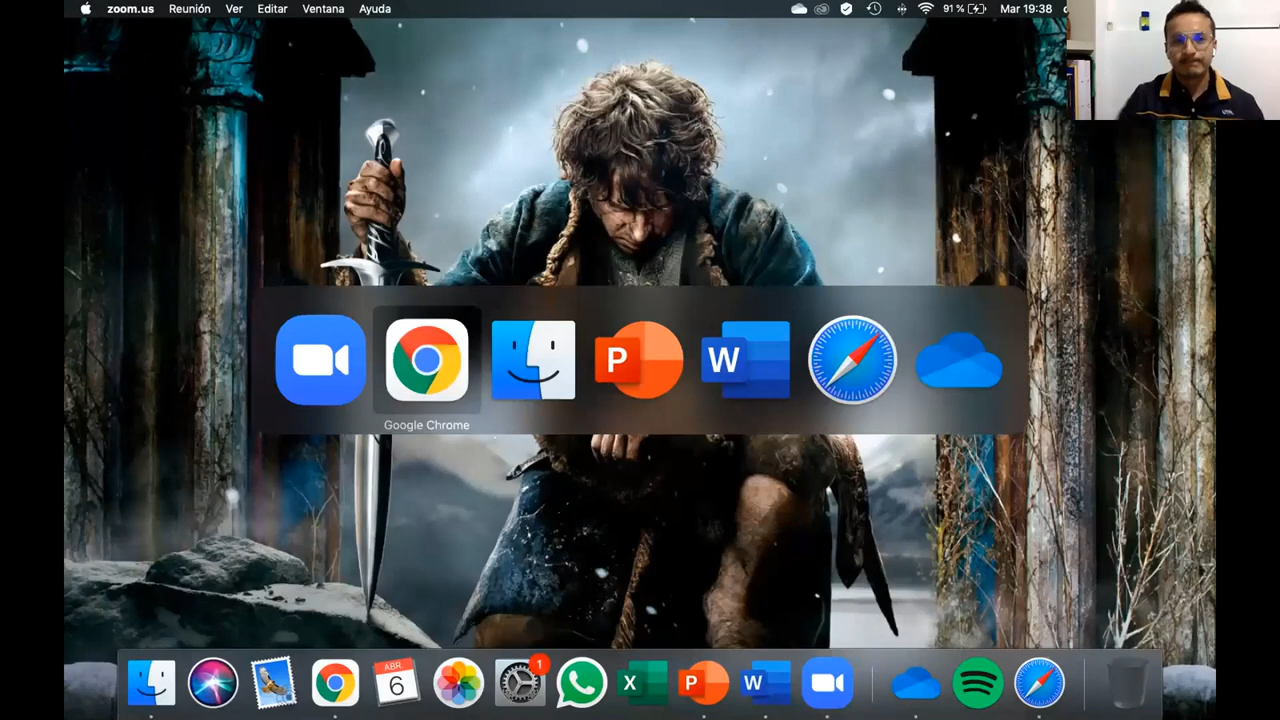 zoom.us Reunión Ver Editar Ventana Ayuda 91 % Mar 19:38
P W
Google Chrome
ABR.
6
1
X P W